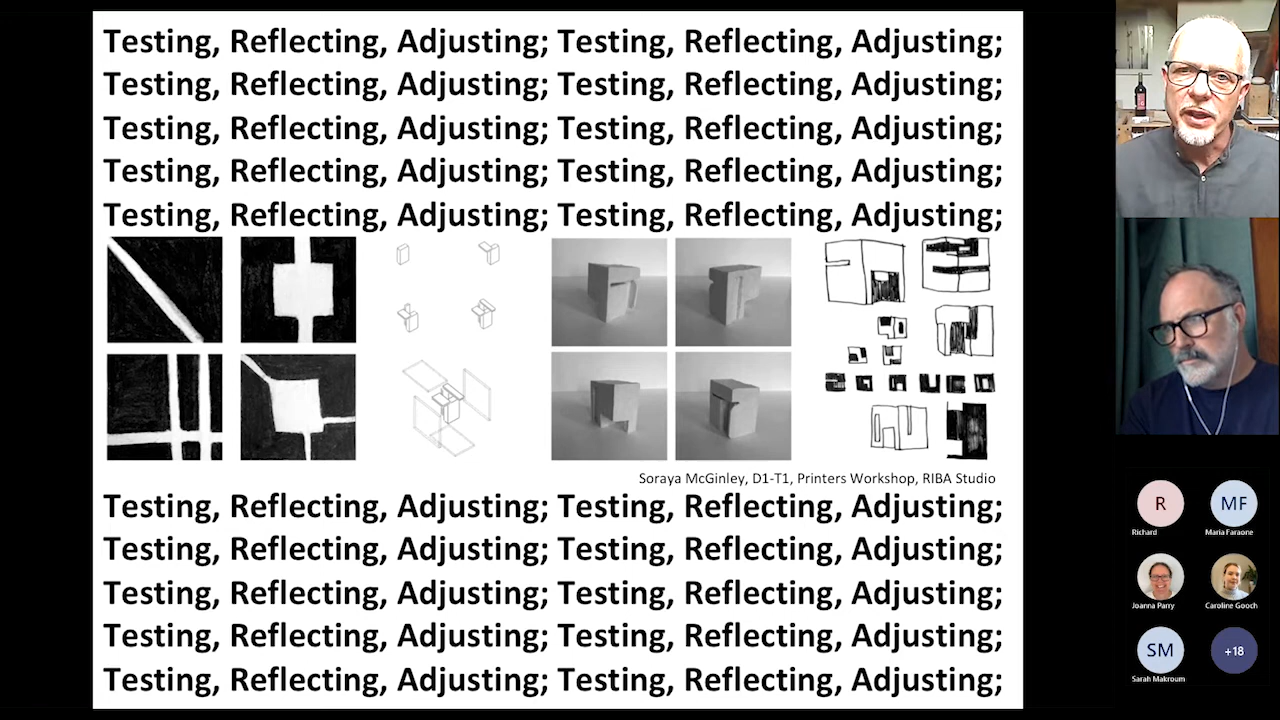 Testing, Reflecting, Adjusting; Testing, Reflecting, Adjusting;
Testing, Reflecting, Adjusting; Testing, Reflecting, Adjusting;
Testing, Reflecting, Adjusting; Testing, Reflecting, Adjusting;
Testing, Reflecting, Adjusting; Testing, Reflecting, Adjusting;
Testing, Reflecting, Adjusting; Testing, Reflecting, Adjusting;
Soraya McGinley, D1-T1, Printers Workshop, RIBA Studio
Testing, Reflecting, Adjusting; Testing, Reflecting, Adjusting;
Testing, Reflecting, Adjusting; Testing, Reflecting, Adjusting;
Testing, Reflecting, Adjusting; Testing, Reflecting, Adjusting;
Testing, Reflecting, Adjusting; Testing, Reflecting, Adjusting;
Testing, Reflecting, Adjusting; Testing, Reflecting, Adjusting;
R MF
Richard Maria Faraone
Joanna Parry Caroline Gooch
SM +18
Sarah Makroum